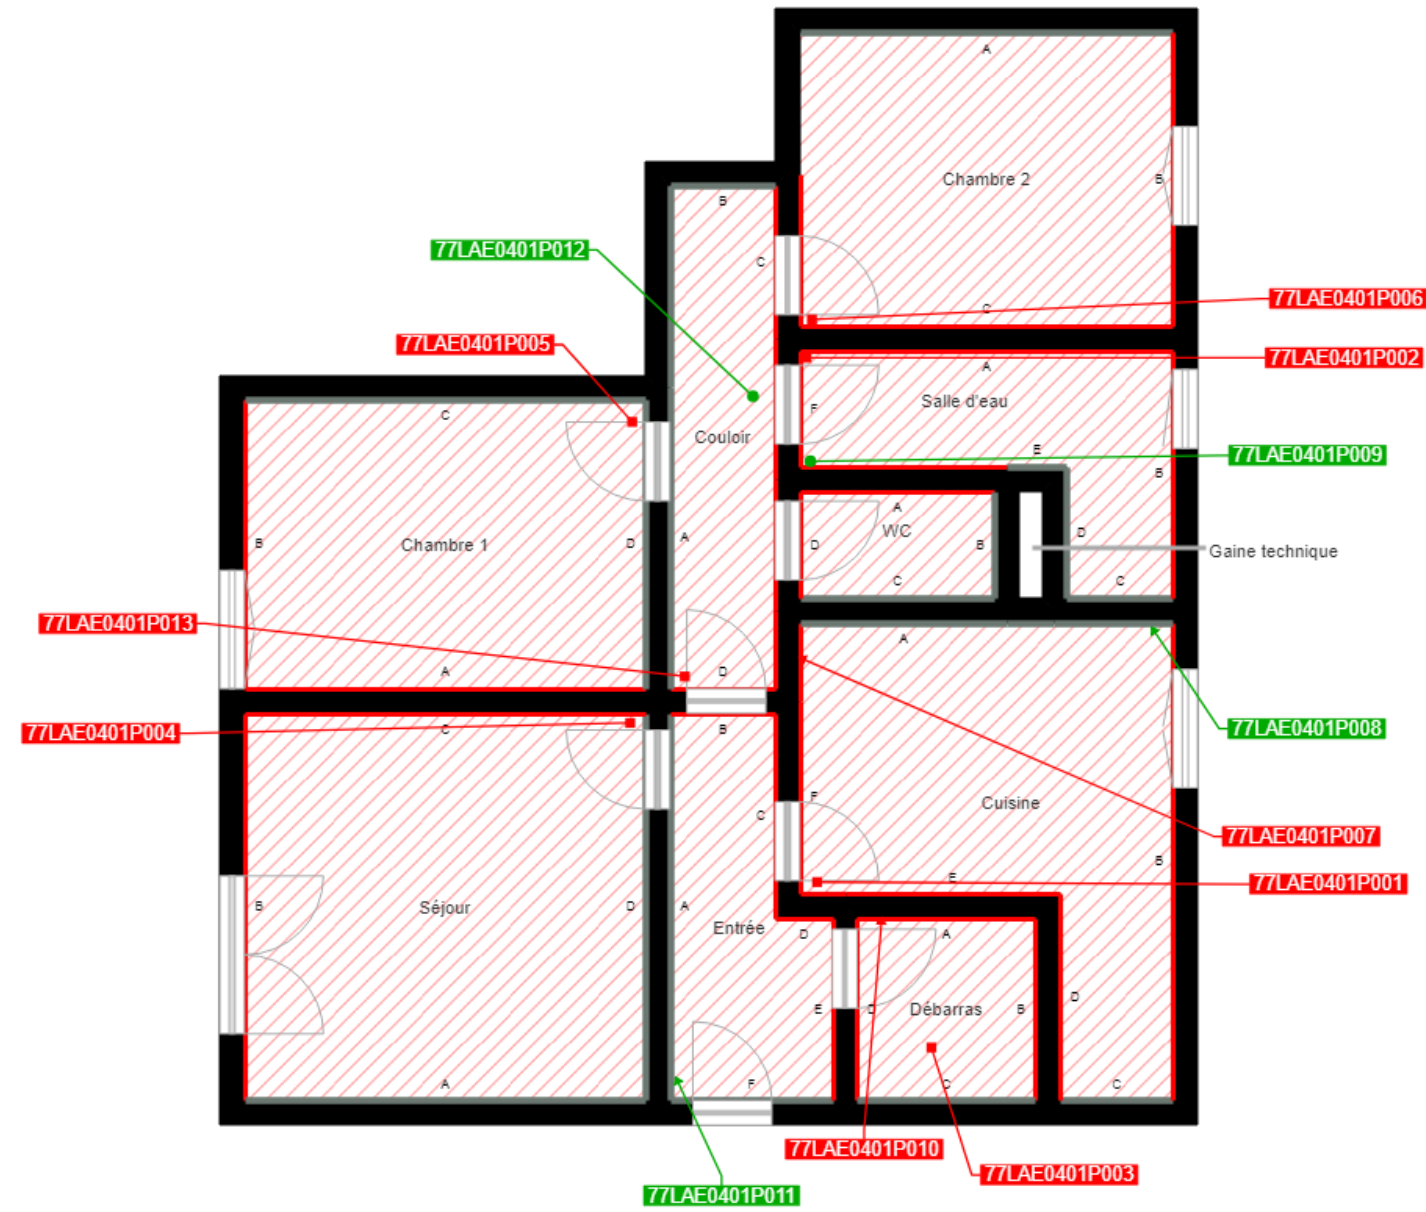 A
Chambre 2
B
B
77LAE0401P012
C
77LAE0401P006
C
77LAE0401P005
77LAE0401P002
A
Salle d'eau
F
C
Couloir
E
77LAE0401P009
B
A
WC
D
B
D
A
Chambre 1
B
D
Gaine technique
C
C
77LAE0401P013
A
A
D
77LAE0401P004
C
B
77LAE0401P008
F
Cuisine
C
77LAE0401P007
B
E
77LAE0401P001
B
Séjour
D
A
Entrée
D
A
D
E
D
Débarras
B
A
F
C
C
77LAE0401P010
77LAE0401P003
77LAE0401P011